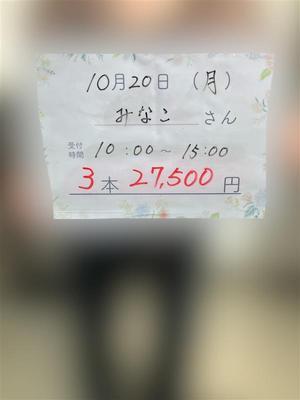 10月20日 (月)
みなこ さん
受付
時間 10:00~15:00
3本 27,500円